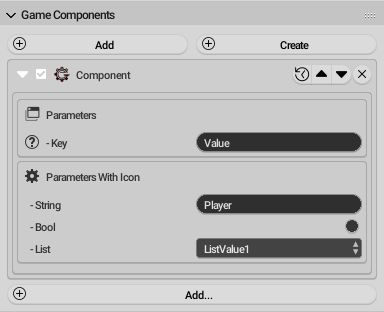 Game Components
Add
Create
Component
Parameters
- Key
Value
Parameters With Icon
- String
Player
- Bool
- List
ListValue1
Add...